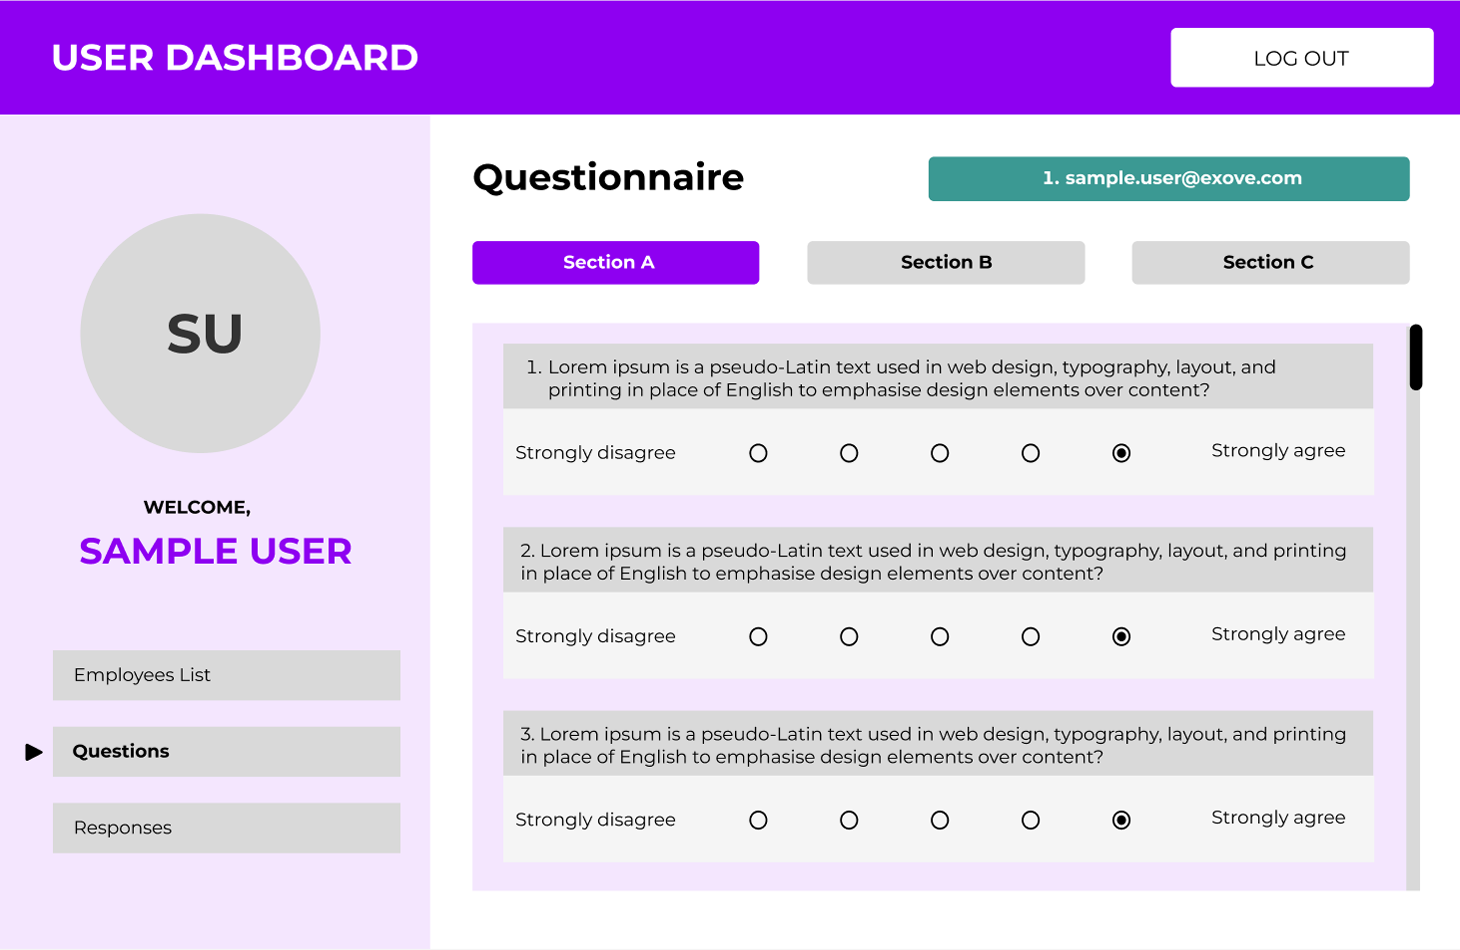 USER DASHBOARD
LOG OUT
SU
WELCOME,
SAMPLE USER
Employees List
Questions
Responses
Questionnaire
1. sample.user@exove.com
Section A
Section B
Section C
1. Lorem ipsum is a pseudo-Latin text used in web design, typography, layout, and
printing in place of English to emphasise design elements over content?
Strongly disagree
Strongly agree
2. Lorem ipsum is a pseudo-Latin text used in web design, typography, layout, and printing
in place of English to emphasise design elements over content?
Strongly disagree
Strongly agree
3. Lorem ipsum is a pseudo-Latin text used in web design, typography, layout, and printing
in place of English to emphasise design elements over content?
Strongly disagree
Strongly agree